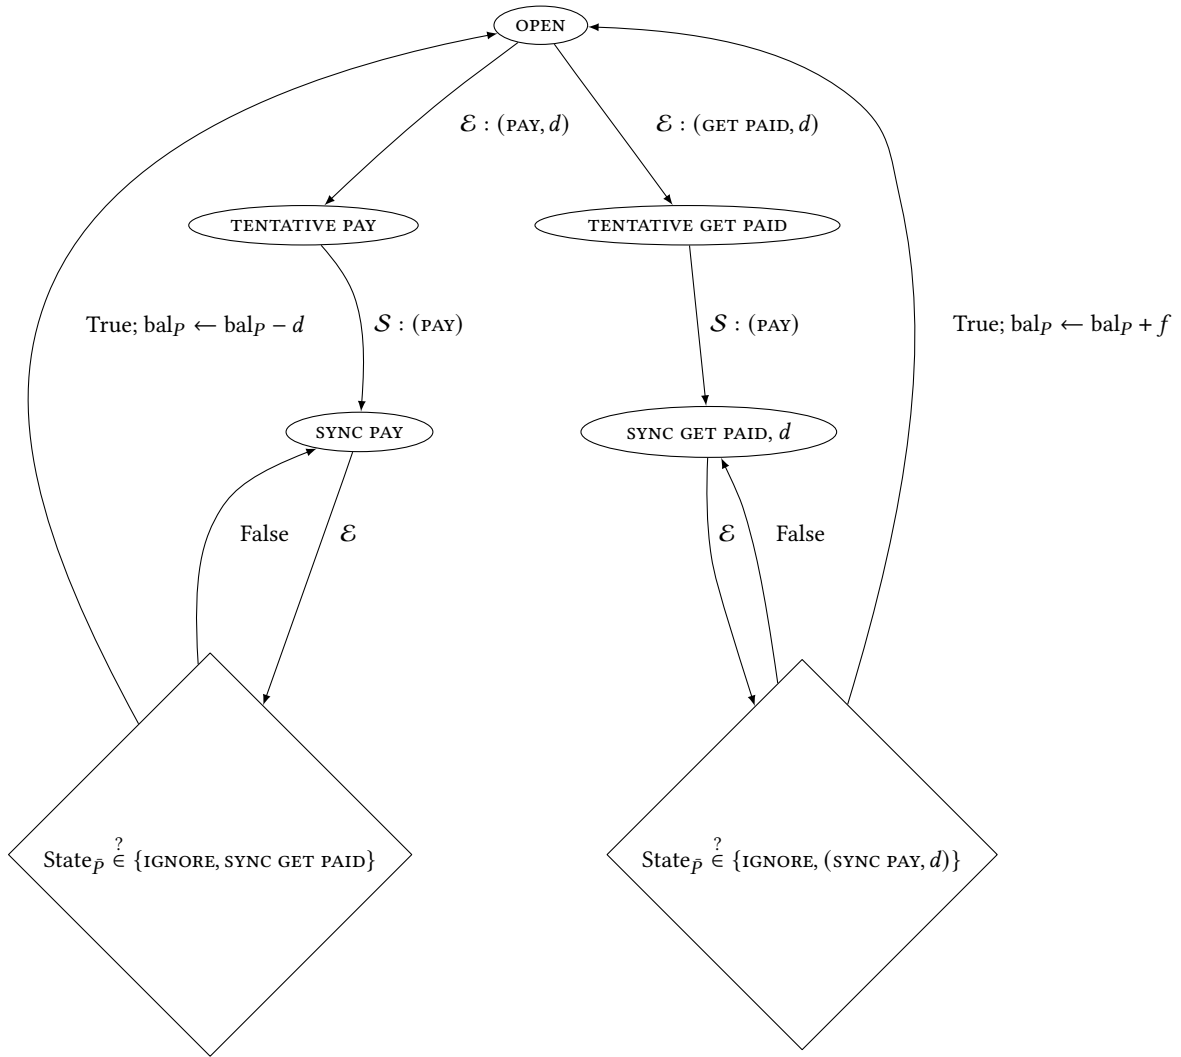 OPEN
ℰ : (PAY, d)
ℰ : (GET PAID, d)
TENTATIVE PAY
TENTATIVE GET PAID
True; bal_P ← bal_P − d
𝒮 : (PAY)
𝒮 : (PAY)
True; bal_P ← bal_P + f
SYNC PAY
SYNC GET PAID, d
False
ℰ
ℰ
False
State_P̄ ∈? {IGNORE, SYNC GET PAID}
State_P̄ ∈? {IGNORE, (SYNC PAY, d)}